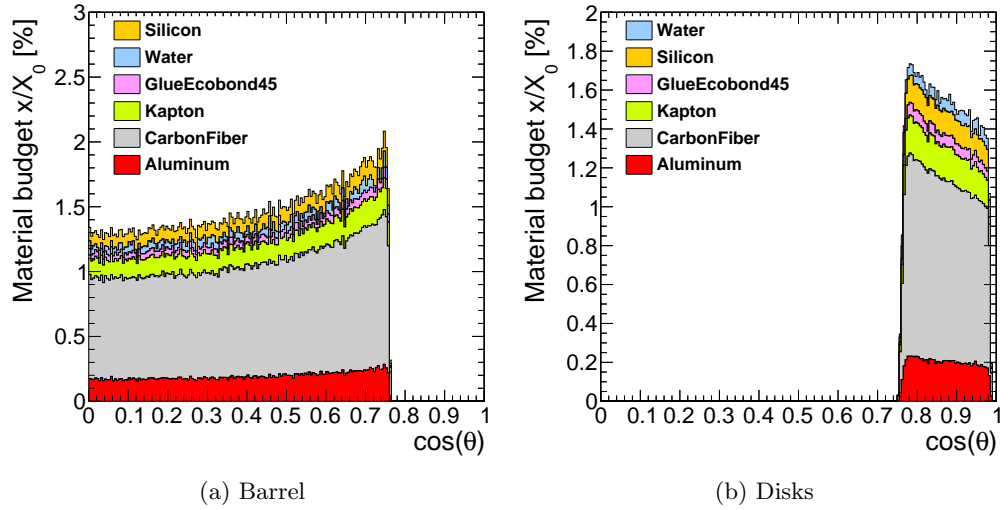 Material budget x/X_0 [%]
3
2.5
2
1.5
1
0.5
0
Silicon
Water
GlueEcobond45
Kapton
CarbonFiber
Aluminum
0 0.1 0.2 0.3 0.4 0.5 0.6 0.7 0.8 0.9 1
cos(θ)
(a) Barrel
Material budget x/X_0 [%]
2
1.8
1.6
1.4
1.2
1
0.8
0.6
0.4
0.2
0
Water
Silicon
GlueEcobond45
Kapton
CarbonFiber
Aluminum
0 0.1 0.2 0.3 0.4 0.5 0.6 0.7 0.8 0.9 1
cos(θ)
(b) Disks